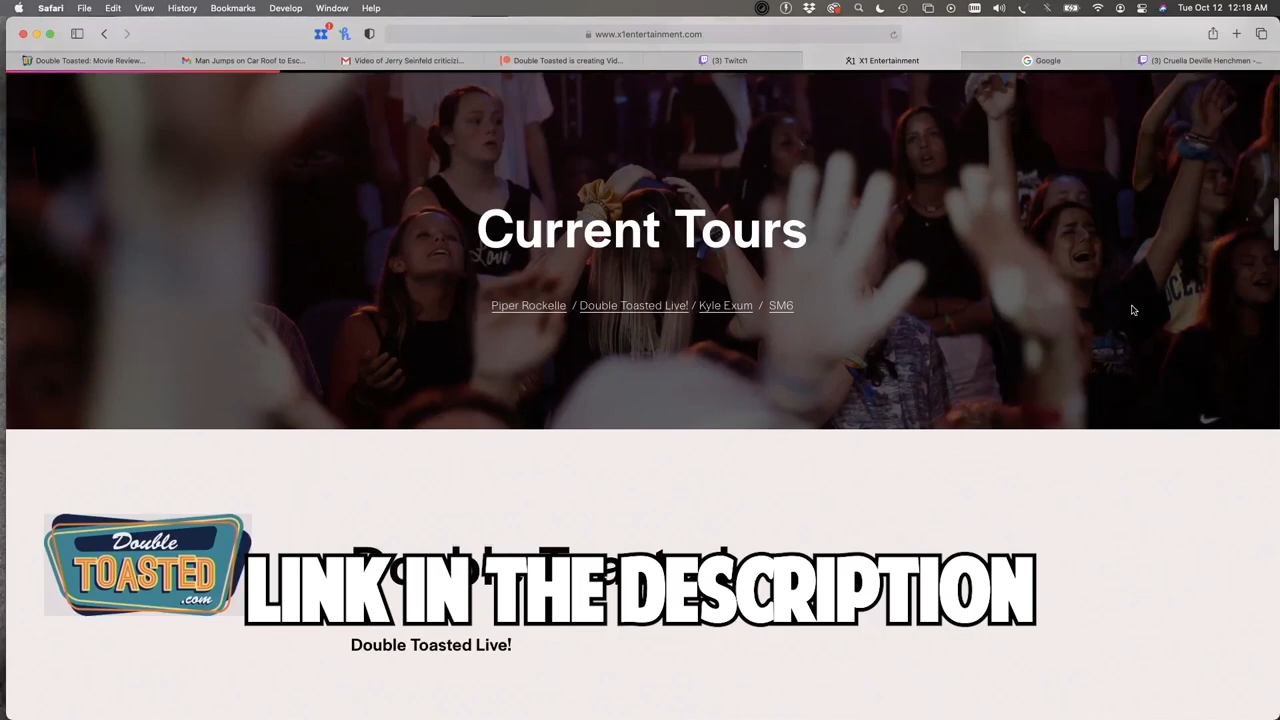 Safari File Edit View History Bookmarks Develop Window Help Tue Oct 12 12:18 AM
1
www.x1entertainment.com
Double Toasted: Movie Review... Man Jumps on Car Roof to Esc... Video of Jerry Seinfeld criticizi... Double Toasted is creating Vid... (3) Twitch X1 Entertainment Google (3) Cruella Deville Henchmen -...
Love
Current Tours
Piper Rockelle / Double Toasted Live! / Kyle Exum / SM6
Double
TOASTED
.com
LINK IN THE DESCRIPTION
Double Toasted Live!